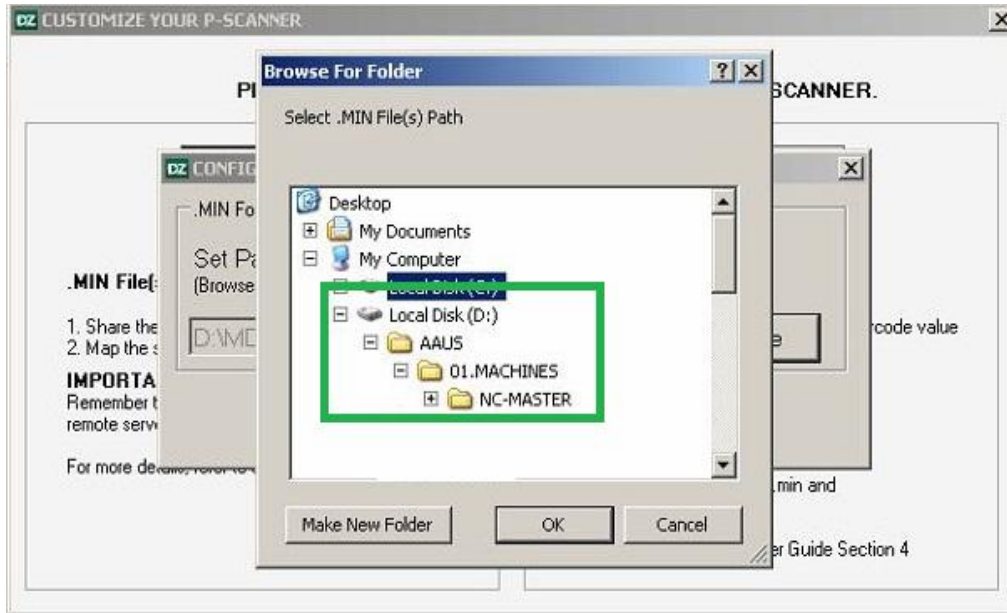 DZ CUSTOMIZE YOUR P-SCANNER
SCANNER.
DZ CONFIG
.MIN Fo
Set Pa
(Browse
D:\MD
.MIN File(
1. Share the
2. Map the s
rcode value
IMPORTA
Remember t
remote serv
For more de
.min and
er Guide Section 4
Browse For Folder
Select .MIN File(s) Path
Desktop
My Documents
My Computer
Local Disk (C:)
Local Disk (D:)
AAUS
01.MACHINES
NC-MASTER
Make New Folder
OK
Cancel